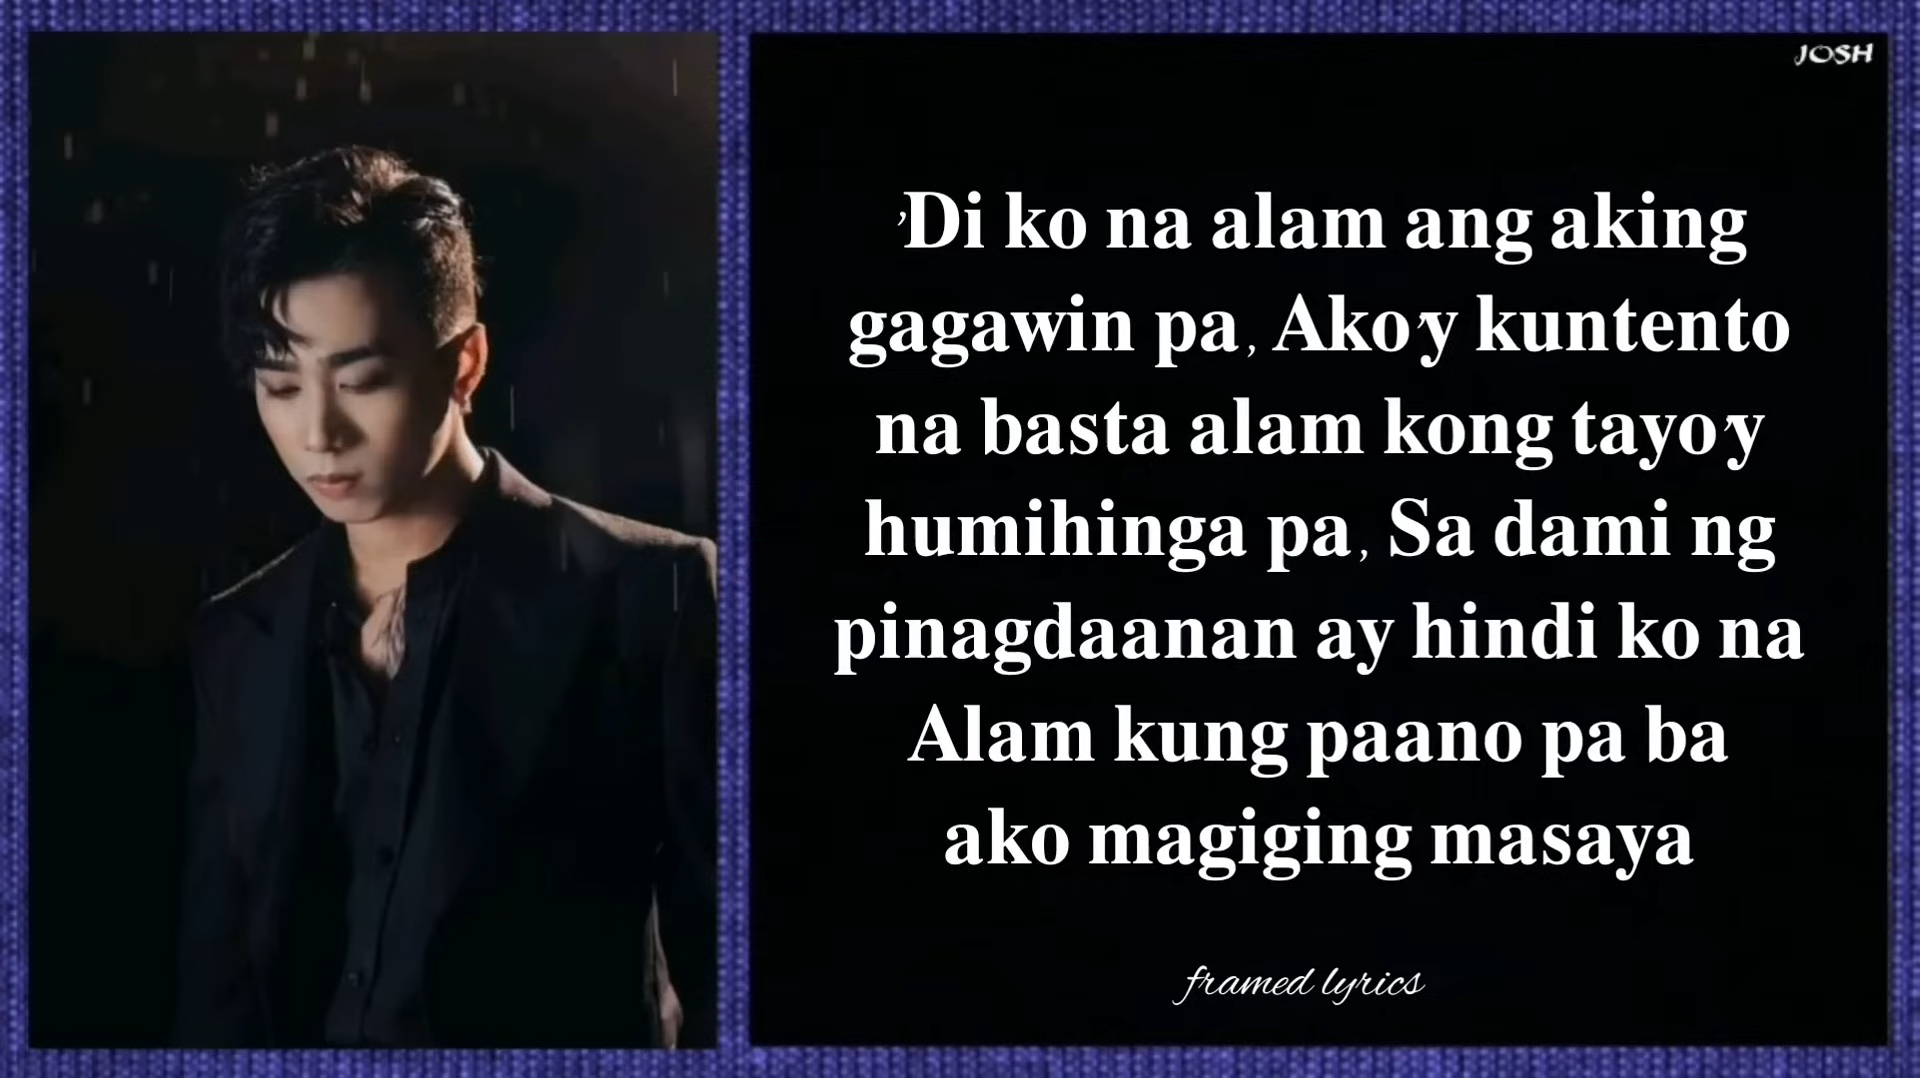 JOSH
'Di ko na alam ang aking
gagawin pa, Ako'y kuntento
na basta alam kong tayo'y
humihinga pa, Sa dami ng
pinagdaanan ay hindi ko na
Alam kung paano pa ba
ako magiging masaya
framed lyrics